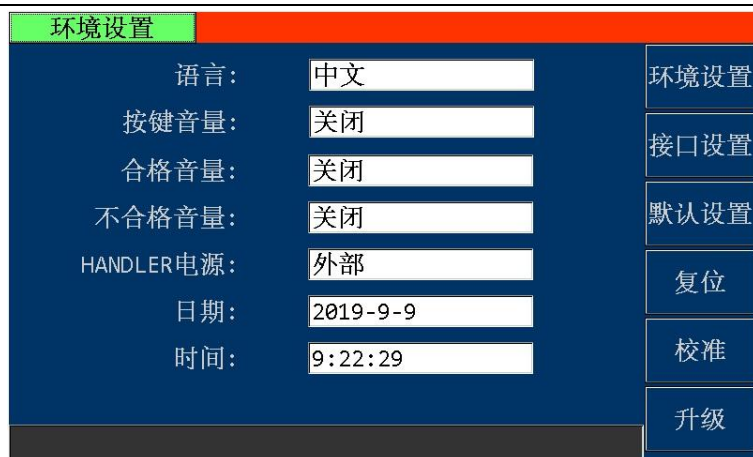 环境设置
语言: 中文
按键音量: 关闭
合格音量: 关闭
不合格音量: 关闭
HANDLER电源: 外部
日期: 2019-9-9
时间: 9:22:29
环境设置
接口设置
默认设置
复位
校准
升级